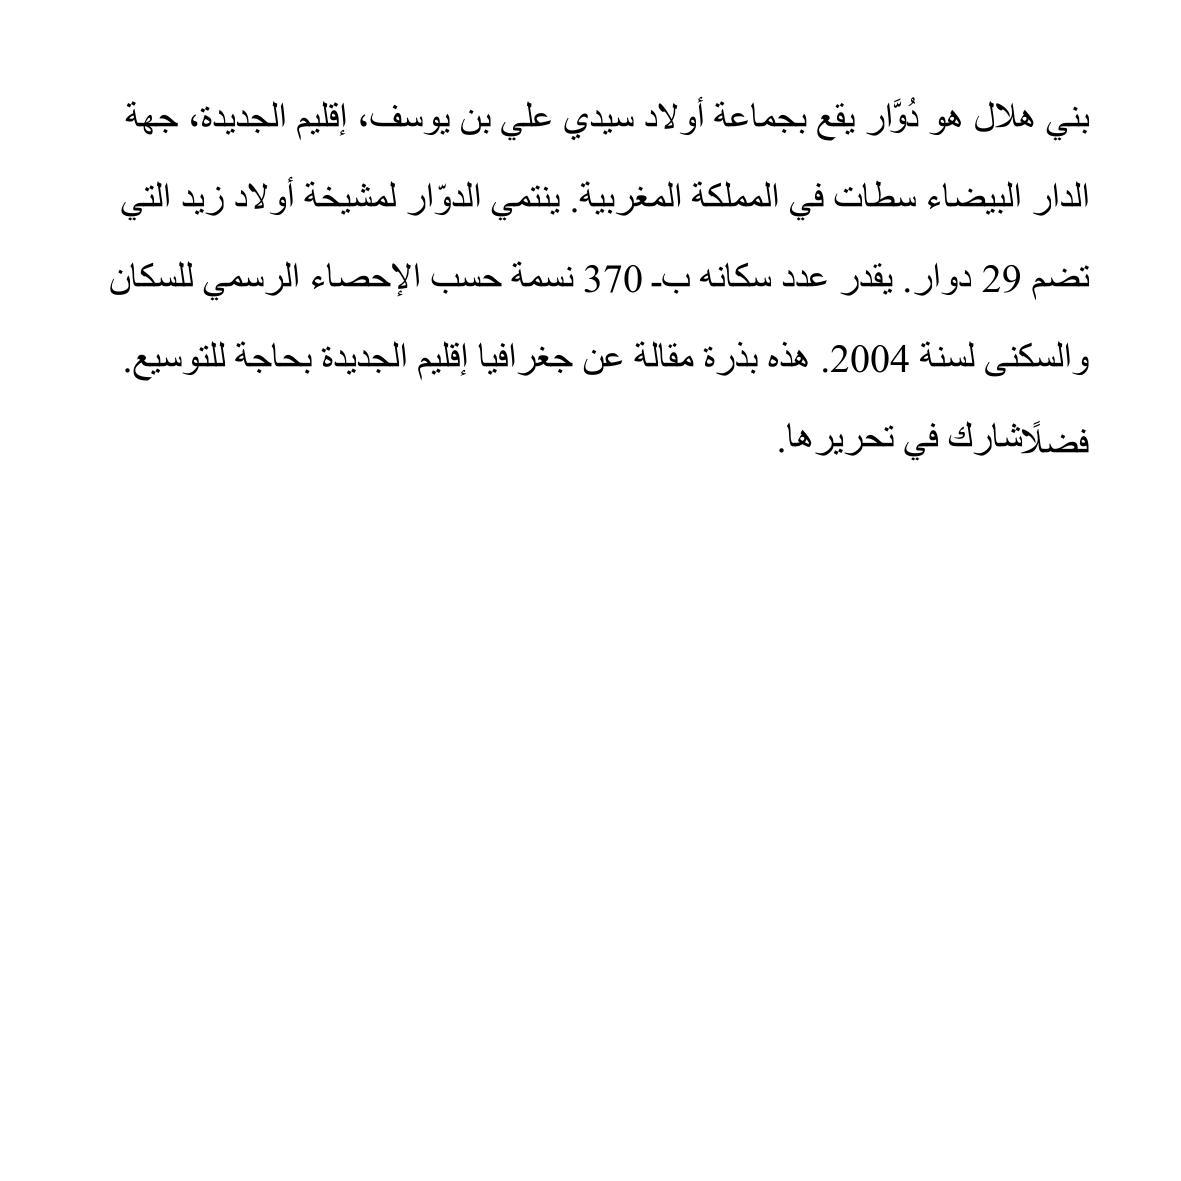 بني هلال هو دُوَّار يقع بجماعة أولاد سيدي علي بن يوسف، إقليم الجديدة، جهة
الدار البيضاء سطات في المملكة المغربية. ينتمي الدوّار لمشيخة أولاد زيد التي
تضم 29 دوار. يقدر عدد سكانه بـ 370 نسمة حسب الإحصاء الرسمي للسكان
والسكنى لسنة 2004. هذه بذرة مقالة عن جغرافيا إقليم الجديدة بحاجة للتوسيع.
فضلًاشارك في تحريرها.